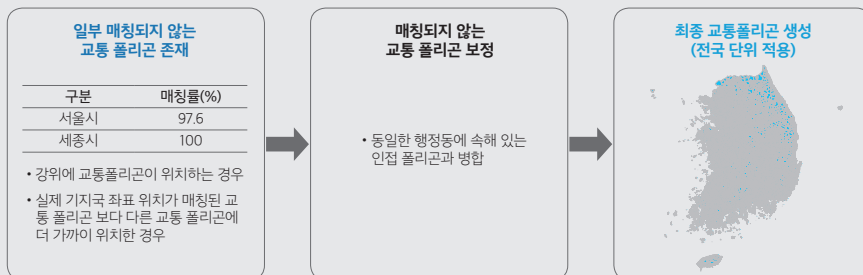 일부 매칭되지 않는
교통 폴리곤 존재
구분 매칭률(%)
서울시 97.6
세종시 100
• 강위에 교통폴리곤이 위치하는 경우
• 실제 기지국 좌표 위치가 매칭된 교
통 폴리곤 보다 다른 교통 폴리곤에
더 가까이 위치한 경우
매칭되지 않는
교통 폴리곤 보정
• 동일한 행정동에 속해 있는
인접 폴리곤과 병합
최종 교통폴리곤 생성
(전국 단위 적용)